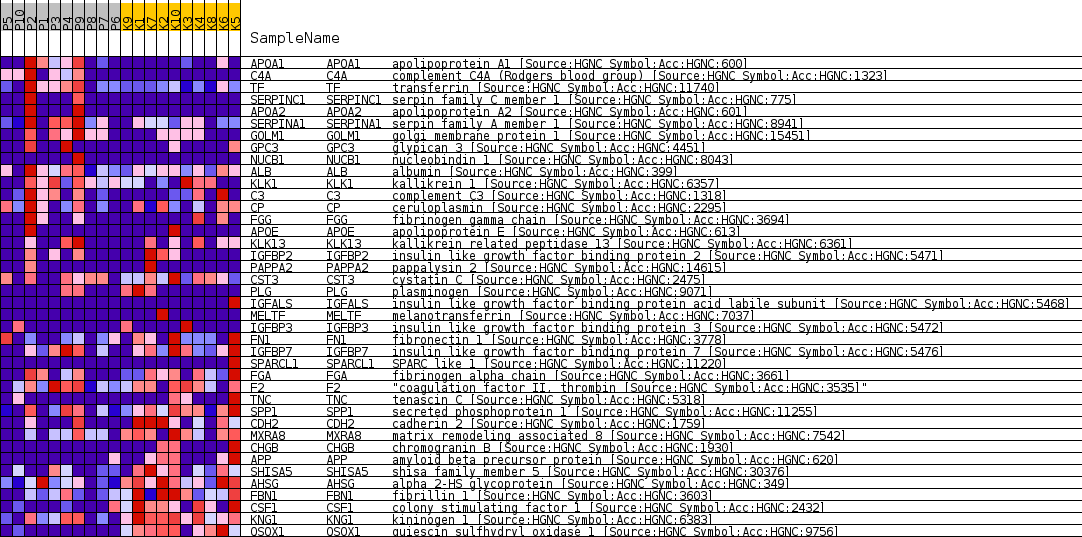 P5 P10 P2 P1 P3 P4 P9 P8 P7 P6 K9 K1 K7 K2 K10 K3 K4 K8 K6 K5
SampleName
APOA1 APOA1 apolipoprotein A1 [Source:HGNC Symbol;Acc:HGNC:600]
C4A C4A complement C4A (Rodgers blood group) [Source:HGNC Symbol;Acc:HGNC:1323]
TF TF transferrin [Source:HGNC Symbol;Acc:HGNC:11740]
SERPINC1 SERPINC1 serpin family C member 1 [Source:HGNC Symbol;Acc:HGNC:775]
APOA2 APOA2 apolipoprotein A2 [Source:HGNC Symbol;Acc:HGNC:601]
SERPINA1 SERPINA1 serpin family A member 1 [Source:HGNC Symbol;Acc:HGNC:8941]
GOLM1 GOLM1 golgi membrane protein 1 [Source:HGNC Symbol;Acc:HGNC:15451]
GPC3 GPC3 glypican 3 [Source:HGNC Symbol;Acc:HGNC:4451]
NUCB1 NUCB1 nucleobindin 1 [Source:HGNC Symbol;Acc:HGNC:8043]
ALB ALB albumin [Source:HGNC Symbol;Acc:HGNC:399]
KLK1 KLK1 kallikrein 1 [Source:HGNC Symbol;Acc:HGNC:6357]
C3 C3 complement C3 [Source:HGNC Symbol;Acc:HGNC:1318]
CP CP ceruloplasmin [Source:HGNC Symbol;Acc:HGNC:2295]
FGG FGG fibrinogen gamma chain [Source:HGNC Symbol;Acc:HGNC:3694]
APOE APOE apolipoprotein E [Source:HGNC Symbol;Acc:HGNC:613]
KLK13 KLK13 kallikrein related peptidase 13 [Source:HGNC Symbol;Acc:HGNC:6361]
IGFBP2 IGFBP2 insulin like growth factor binding protein 2 [Source:HGNC Symbol;Acc:HGNC:5471]
PAPPA2 PAPPA2 pappalysin 2 [Source:HGNC Symbol;Acc:HGNC:14615]
CST3 CST3 cystatin C [Source:HGNC Symbol;Acc:HGNC:2475]
PLG PLG plasminogen [Source:HGNC Symbol;Acc:HGNC:9071]
IGFALS IGFALS insulin like growth factor binding protein acid labile subunit [Source:HGNC Symbol;Acc:HGNC:5468]
MELTF MELTF melanotransferrin [Source:HGNC Symbol;Acc:HGNC:7037]
IGFBP3 IGFBP3 insulin like growth factor binding protein 3 [Source:HGNC Symbol;Acc:HGNC:5472]
FN1 FN1 fibronectin 1 [Source:HGNC Symbol;Acc:HGNC:3778]
IGFBP7 IGFBP7 insulin like growth factor binding protein 7 [Source:HGNC Symbol;Acc:HGNC:5476]
SPARCL1 SPARCL1 SPARC like 1 [Source:HGNC Symbol;Acc:HGNC:11220]
FGA FGA fibrinogen alpha chain [Source:HGNC Symbol;Acc:HGNC:3661]
F2 F2 "coagulation factor II, thrombin [Source:HGNC Symbol;Acc:HGNC:3535]"
TNC TNC tenascin C [Source:HGNC Symbol;Acc:HGNC:5318]
SPP1 SPP1 secreted phosphoprotein 1 [Source:HGNC Symbol;Acc:HGNC:11255]
CDH2 CDH2 cadherin 2 [Source:HGNC Symbol;Acc:HGNC:1759]
MXRA8 MXRA8 matrix remodeling associated 8 [Source:HGNC Symbol;Acc:HGNC:7542]
CHGB CHGB chromogranin B [Source:HGNC Symbol;Acc:HGNC:1930]
APP APP amyloid beta precursor protein [Source:HGNC Symbol;Acc:HGNC:620]
SHISA5 SHISA5 shisa family member 5 [Source:HGNC Symbol;Acc:HGNC:30376]
AHSG AHSG alpha 2-HS glycoprotein [Source:HGNC Symbol;Acc:HGNC:349]
FBN1 FBN1 fibrillin 1 [Source:HGNC Symbol;Acc:HGNC:3603]
CSF1 CSF1 colony stimulating factor 1 [Source:HGNC Symbol;Acc:HGNC:2432]
KNG1 KNG1 kininogen 1 [Source:HGNC Symbol;Acc:HGNC:6383]
QSOX1 QSOX1 quiescin sulfhydryl oxidase 1 [Source:HGNC Symbol;Acc:HGNC:9756]